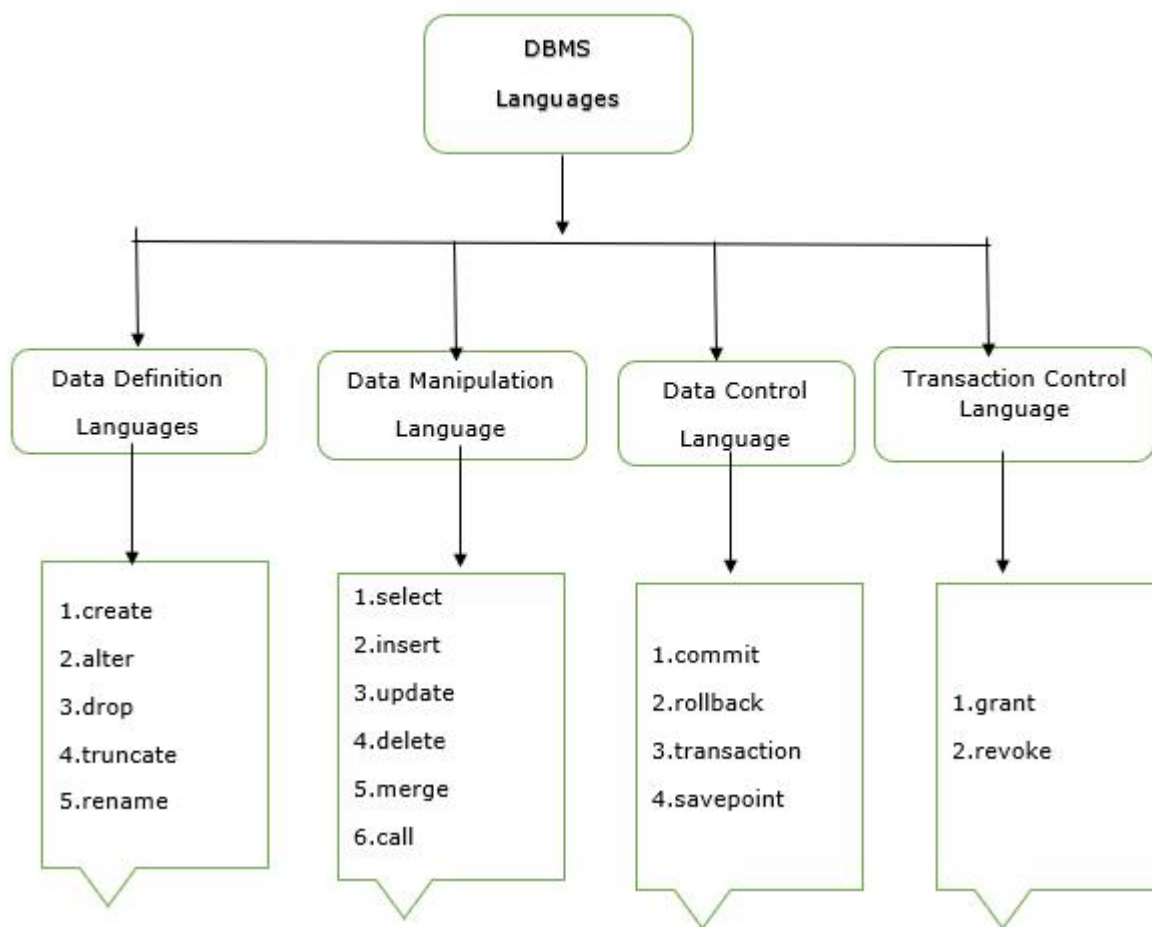 DBMS
Languages
Data Definition
Languages
Data Manipulation
Language
Data Control
Language
Transaction Control
Language
1.create
2.alter
3.drop
4.truncate
5.rename
1.select
2.insert
3.update
4.delete
5.merge
6.call
1.commit
2.rollback
3.transaction
4.savepoint
1.grant
2.revoke